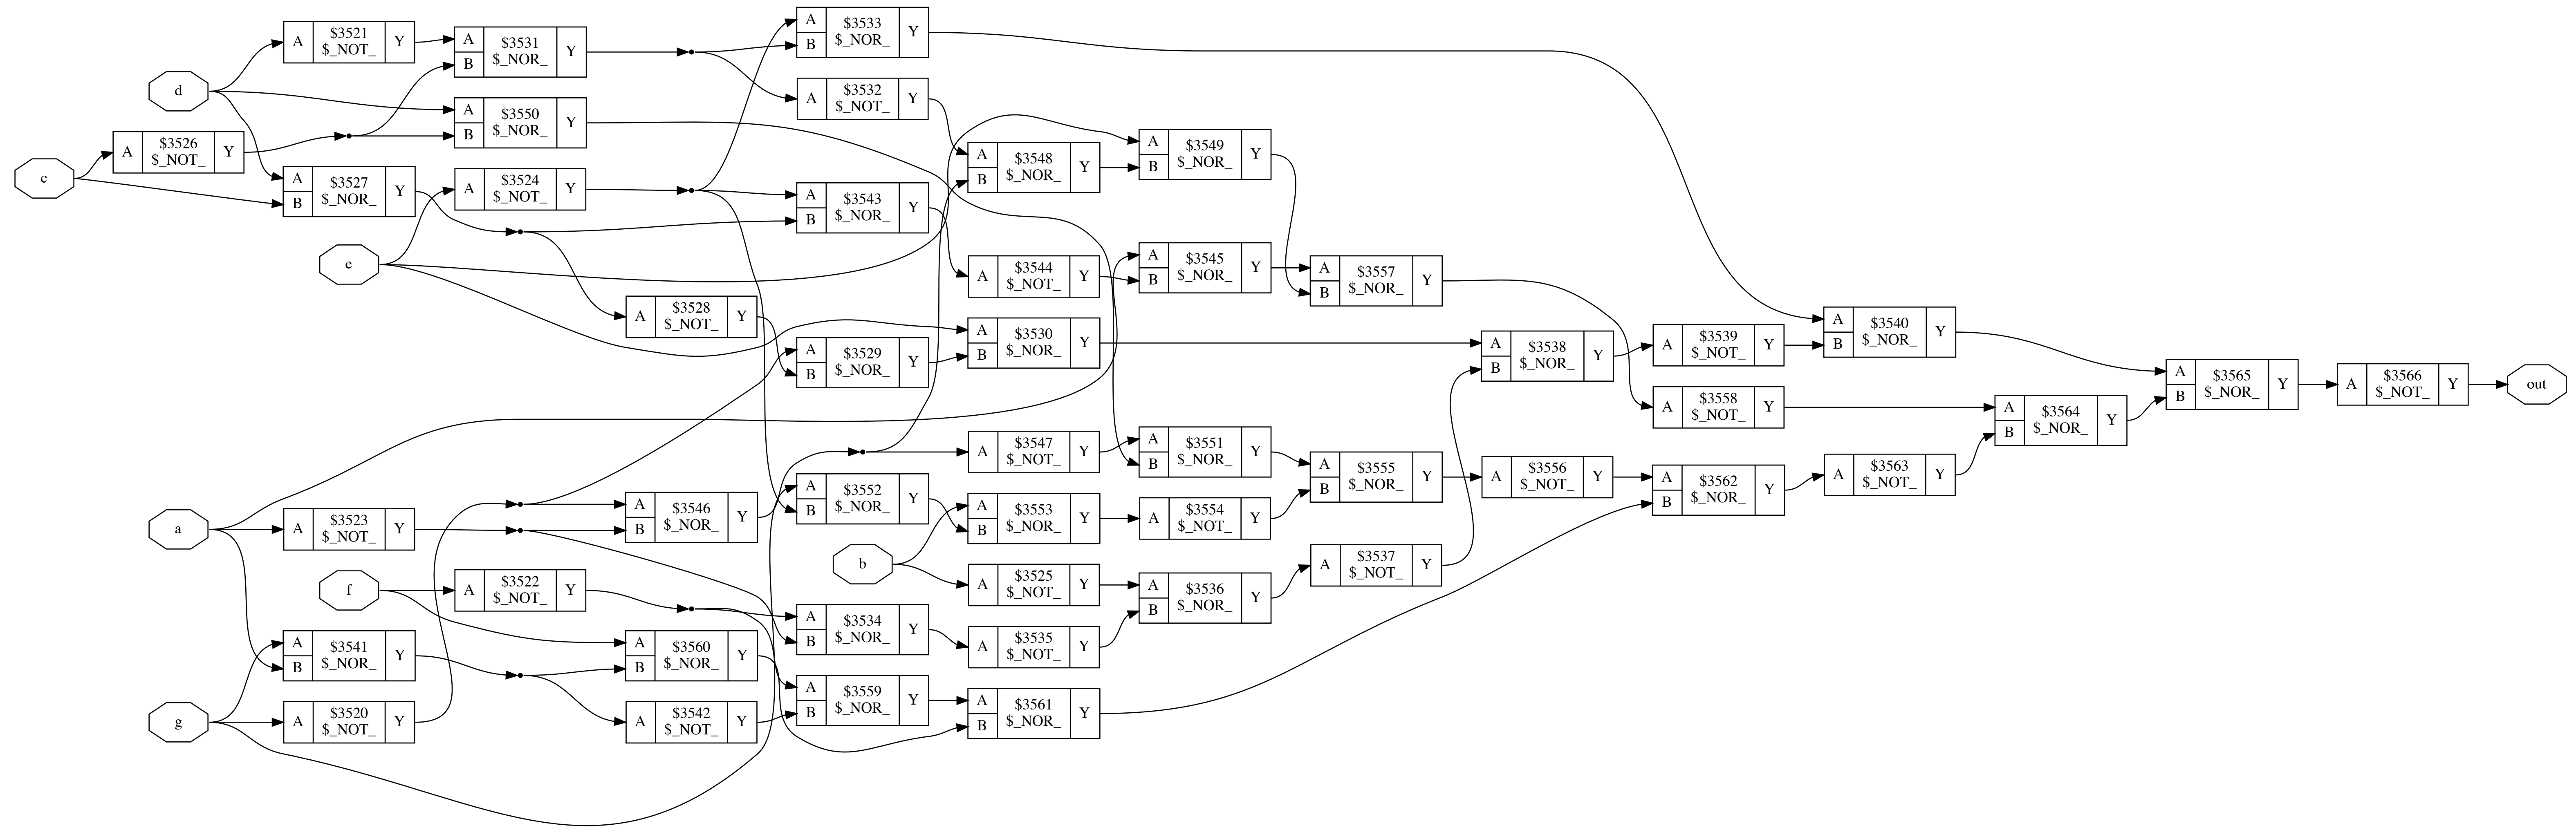 A $3533 Y
$_NOR_
B
A $3521 Y
$_NOT_
A $3531 Y
$_NOR_
B
d
A $3532 Y
$_NOT_
A $3550 Y
$_NOR_
B
A $3526 Y
$_NOT_
A $3549 Y
$_NOR_
B
A $3548 Y
$_NOR_
B
c
A $3527 Y
$_NOR_
B
A $3524 Y
$_NOT_
A $3543 Y
$_NOR_
B
e
A $3544 Y
$_NOT_
A $3545 Y
$_NOR_
B
A $3557 Y
$_NOR_
B
A $3528 Y
$_NOT_
A $3530 Y
$_NOR_
B
A $3529 Y
$_NOR_
B
A $3538 Y
$_NOR_
B
A $3539 Y
$_NOT_
A $3540 Y
$_NOR_
B
A $3565 Y
$_NOR_
B
A $3566 Y
$_NOT_
out
A $3558 Y
$_NOT_
A $3564 Y
$_NOR_
B
A $3547 Y
$_NOT_
A $3551 Y
$_NOR_
B
A $3555 Y
$_NOR_
B
A $3556 Y
$_NOT_
A $3562 Y
$_NOR_
B
A $3563 Y
$_NOT_
a
A $3523 Y
$_NOT_
A $3546 Y
$_NOR_
B
A $3552 Y
$_NOR_
B
A $3553 Y
$_NOR_
B
A $3554 Y
$_NOT_
b
A $3525 Y
$_NOT_
A $3536 Y
$_NOR_
B
A $3537 Y
$_NOT_
f
A $3522 Y
$_NOT_
A $3534 Y
$_NOR_
B
A $3535 Y
$_NOT_
A $3541 Y
$_NOR_
B
A $3560 Y
$_NOR_
B
g
A $3520 Y
$_NOT_
A $3542 Y
$_NOT_
A $3559 Y
$_NOR_
B
A $3561 Y
$_NOR_
B